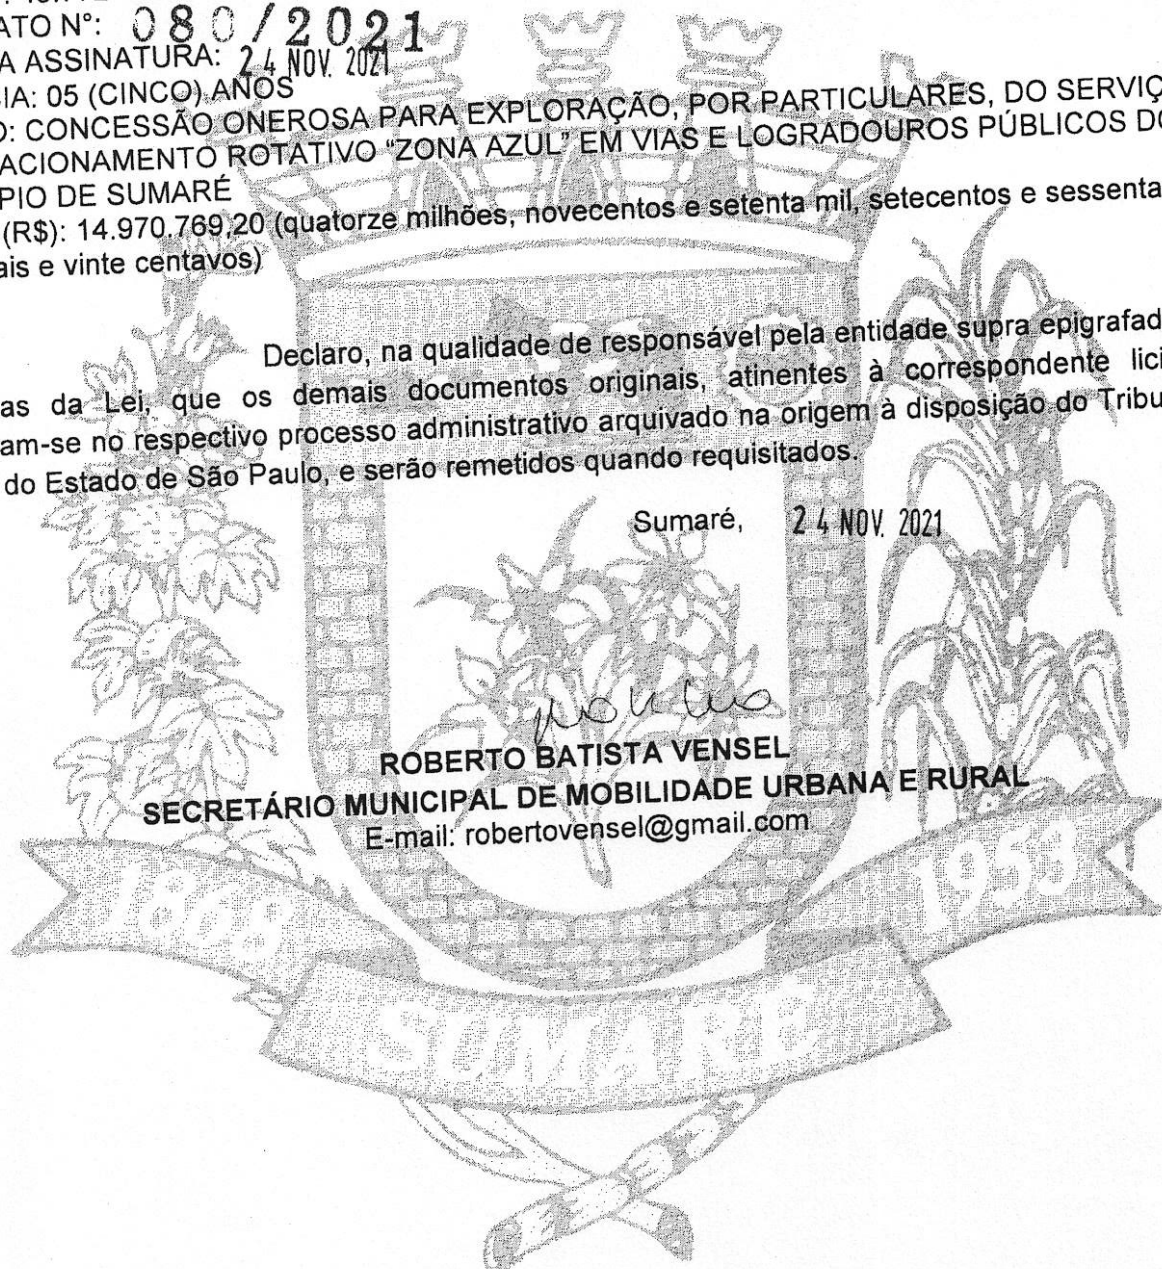 ATO N°: 080/2021
A ASSINATURA: 24 NOV. 2021
IA: 05 (CINCO) ANOS
O: CONCESSÃO ONEROSA PARA EXPLORAÇÃO, POR PARTICULARES, DO SERVIÇ
ACIONAMENTO ROTATIVO “ZONA AZUL” EM VIAS E LOGRADOUROS PÚBLICOS DO
PIO DE SUMARÉ
(R$): 14.970.769,20 (quatorze milhões, novecentos e setenta mil, setecentos e sessenta
ais e vinte centavos)
Declaro, na qualidade de responsável pela entidade supra epigrafad
as da Lei, que os demais documentos originais, atinentes à correspondente lici
am-se no respectivo processo administrativo arquivado na origem à disposição do Tribu
do Estado de São Paulo, e serão remetidos quando requisitados.
Sumaré, 24 NOV. 2021
ROBERTO BATISTA VENSEL
SECRETÁRIO MUNICIPAL DE MOBILIDADE URBANA E RURAL
E-mail: robertovensel@gmail.com
1868 1953
SUMARÉ